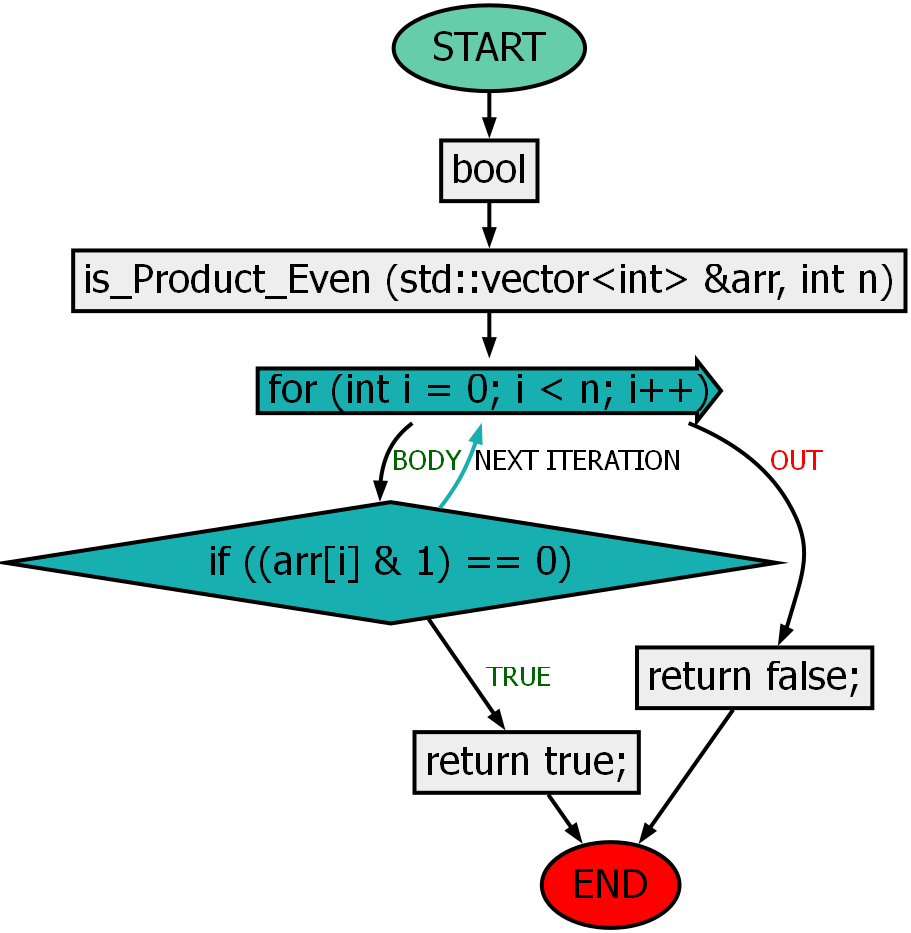 START
bool
is_Product_Even (std::vector<int> &arr, int n)
for (int i = 0; i < n; i++)
BODY
NEXT ITERATION
OUT
if ((arr[i] & 1) == 0)
TRUE
return false;
return true;
END